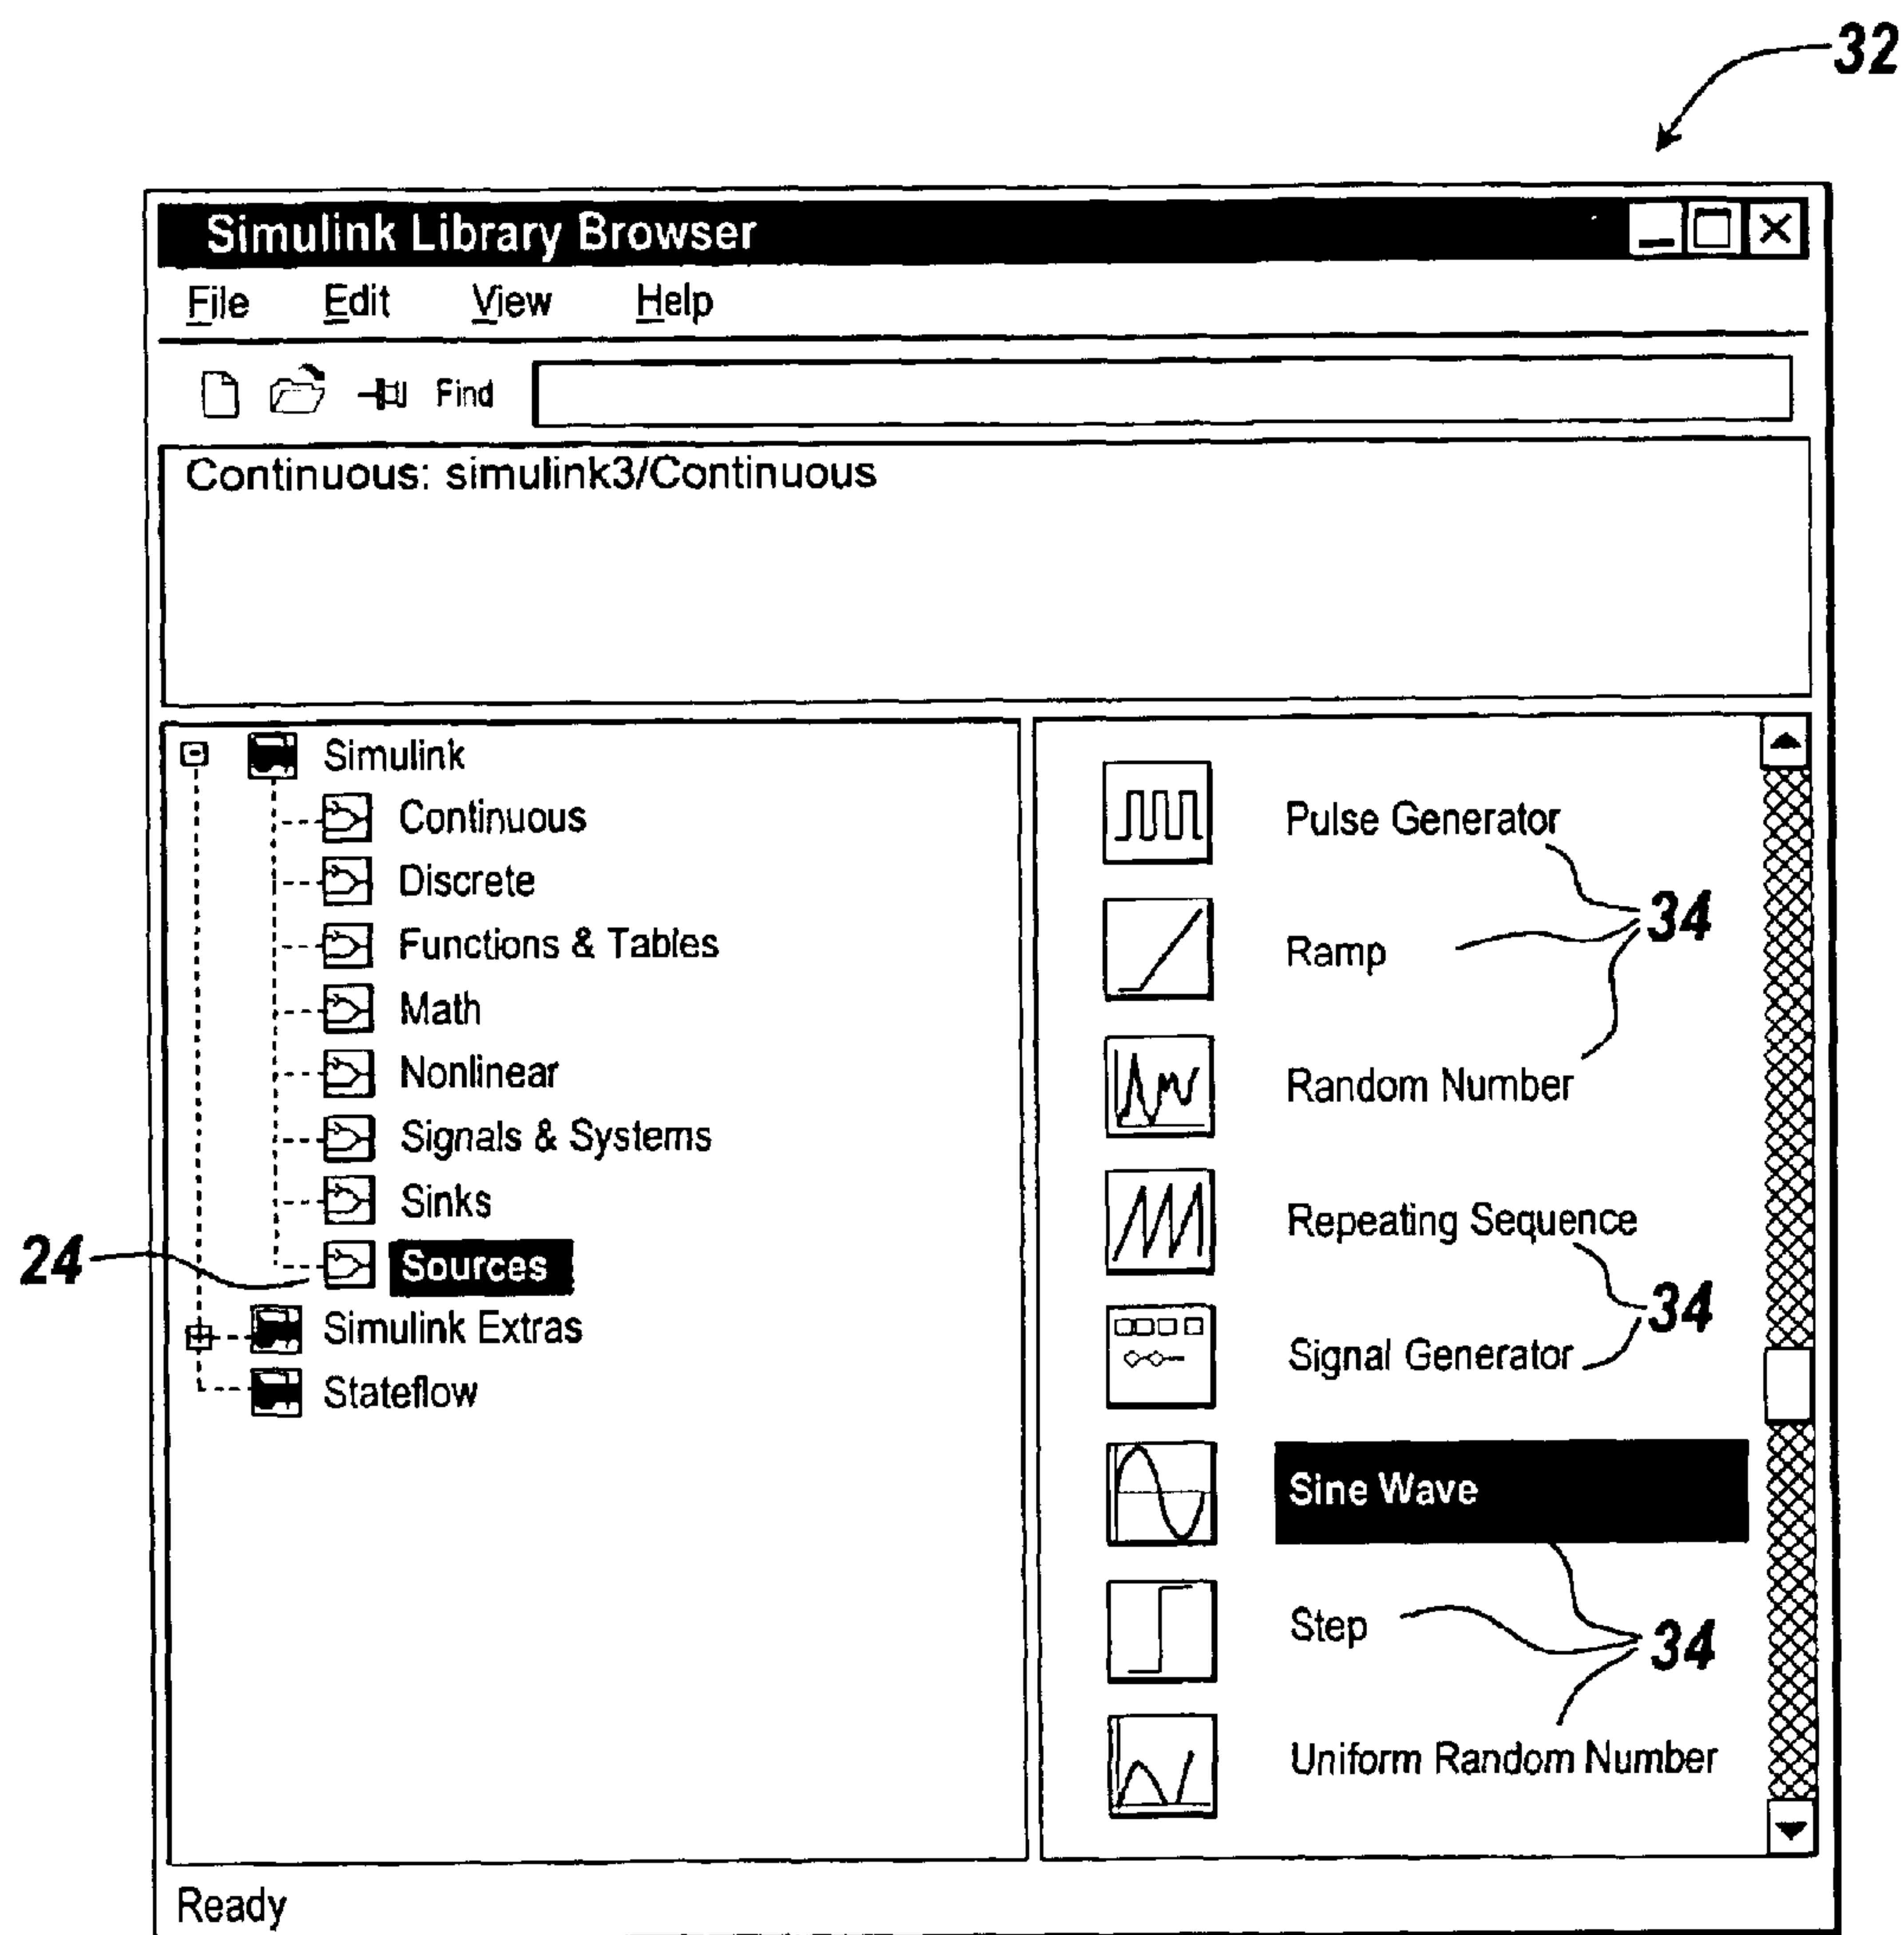 32
Simulink Library Browser
File Edit View Help
Find
Continuous: simulink3/Continuous
Simulink
Continuous
Discrete
Functions & Tables
Math
Nonlinear
Signals & Systems
Sinks
24
Sources
Simulink Extras
Stateflow
Pulse Generator
34
Ramp
Random Number
Repeating Sequence
34
Signal Generator
Sine Wave
Step
34
Uniform Random Number
Ready